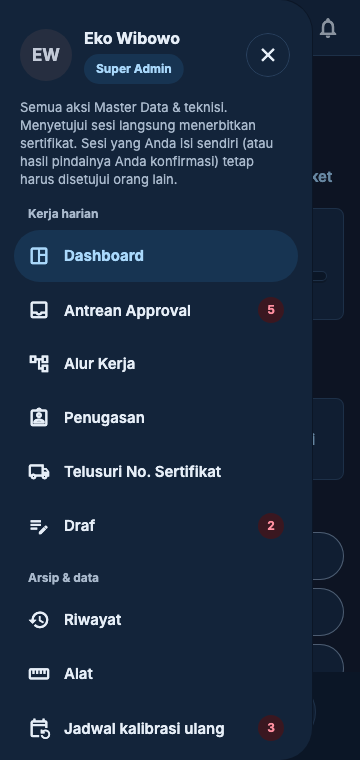 EW
Eko Wibowo
Super Admin
Semua aksi Master Data & teknisi.
Menyetujui sesi langsung menerbitkan
sertifikat. Sesi yang Anda isi sendiri (atau
hasil pindainya Anda konfirmasi) tetap
harus disetujui orang lain.
ket
Kerja harian
Dashboard
Antrean Approval
5
Alur Kerja
Penugasan
Telusuri No. Sertifikat
Draf
2
Arsip & data
Riwayat
Alat
Jadwal kalibrasi ulang
3